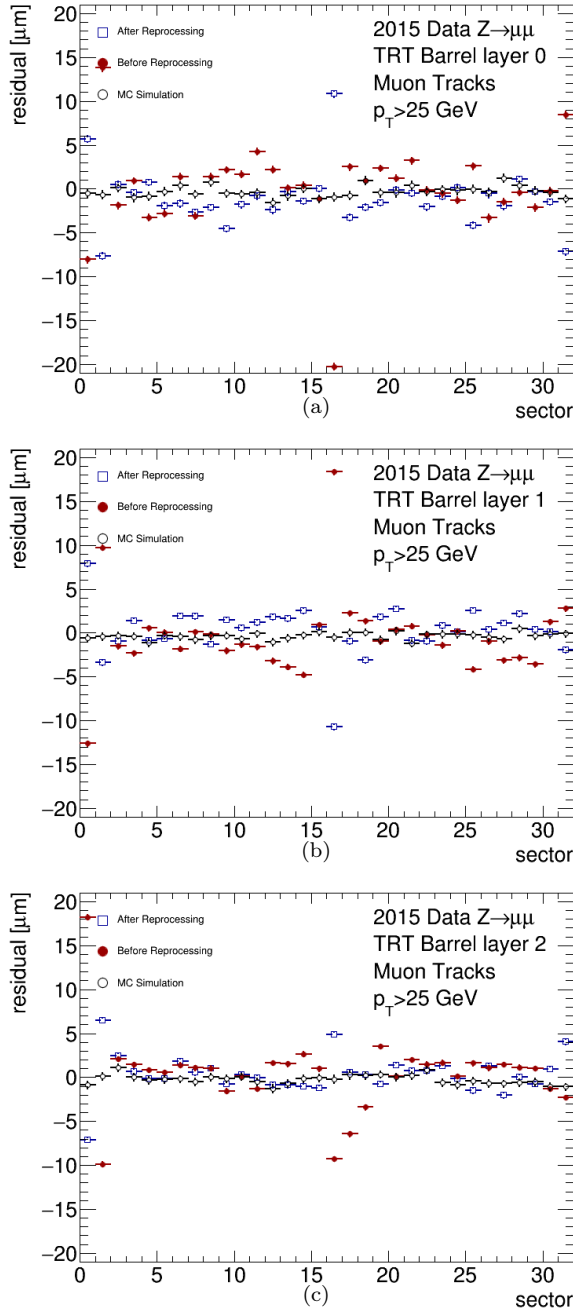 residual [μm]
20
15
10
5
0
−5
−10
−15
−20
After Reprocessing
Before Reprocessing
MC Simulation
2015 Data Z→μμ
TRT Barrel layer 0
Muon Tracks
p_T>25 GeV
0 5 10 15 20 25 30
sector
(a)
residual [μm]
20
15
10
5
0
−5
−10
−15
−20
After Reprocessing
Before Reprocessing
MC Simulation
2015 Data Z→μμ
TRT Barrel layer 1
Muon Tracks
p_T>25 GeV
0 5 10 15 20 25 30
sector
(b)
residual [μm]
20
15
10
5
0
−5
−10
−15
−20
After Reprocessing
Before Reprocessing
MC Simulation
2015 Data Z→μμ
TRT Barrel layer 2
Muon Tracks
p_T>25 GeV
0 5 10 15 20 25 30
sector
(c)